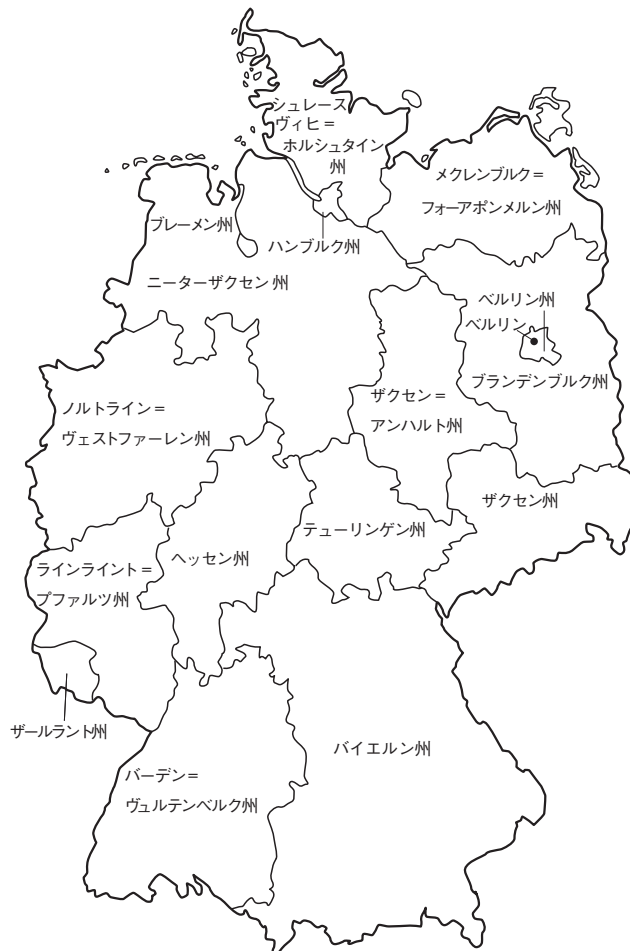 シュレース
ヴィヒ＝
ホルシュタイン
州
メクレンブルク＝
フォーアポンメルン州
ブレーメン州
ハンブルク州
ニーターザクセン州
ベルリン州
ベルリン
ブランデンブルク州
ザクセン＝
アンハルト州
ノルトライン＝
ヴェストファーレン州
ザクセン州
テューリンゲン州
ヘッセン州
ラインライント＝
プファルツ州
ザールラント州
バイエルン州
バーデン＝
ヴュルテンベルク州